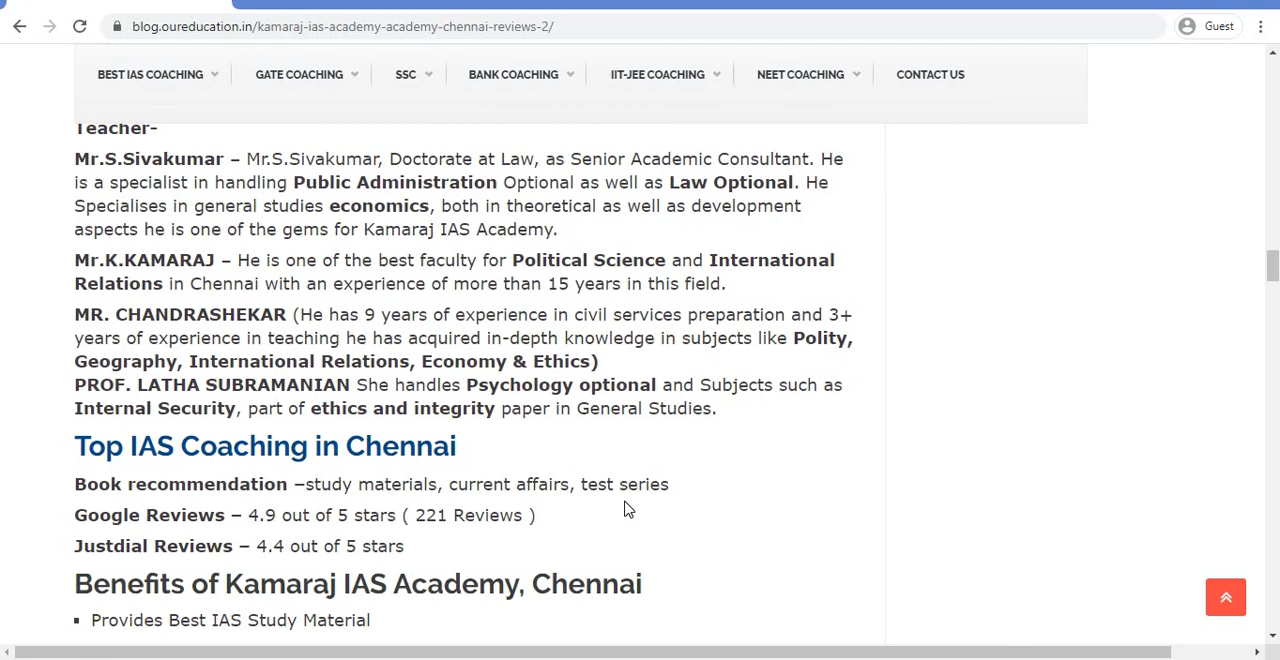 blog.oureducation.in/kamaraj-ias-academy-academy-chennai-reviews-2/
Guest
BEST IAS COACHING GATE COACHING SSC BANK COACHING IIT-JEE COACHING NEET COACHING CONTACT US
Teacher-
Mr.S.Sivakumar – Mr.S.Sivakumar, Doctorate at Law, as Senior Academic Consultant. He
is a specialist in handling Public Administration Optional as well as Law Optional. He
Specialises in general studies economics, both in theoretical as well as development
aspects he is one of the gems for Kamaraj IAS Academy.
Mr.K.KAMARAJ – He is one of the best faculty for Political Science and International
Relations in Chennai with an experience of more than 15 years in this field.
MR. CHANDRASHEKAR (He has 9 years of experience in civil services preparation and 3+
years of experience in teaching he has acquired in-depth knowledge in subjects like Polity,
Geography, International Relations, Economy & Ethics)
PROF. LATHA SUBRAMANIAN She handles Psychology optional and Subjects such as
Internal Security, part of ethics and integrity paper in General Studies.
Top IAS Coaching in Chennai
Book recommendation –study materials, current affairs, test series
Google Reviews – 4.9 out of 5 stars ( 221 Reviews )
Justdial Reviews – 4.4 out of 5 stars
Benefits of Kamaraj IAS Academy, Chennai
Provides Best IAS Study Material